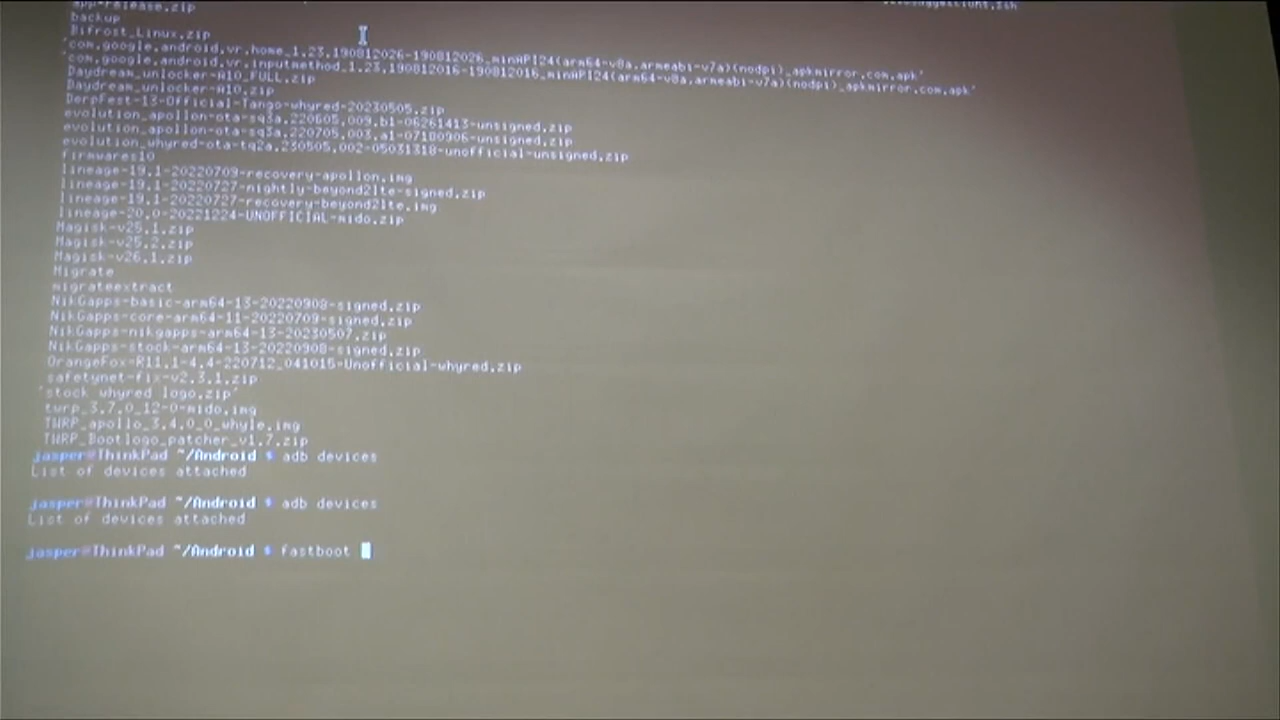 app-release.zip
backup
Bifrost_Linux.zip
'com.google.android.vr.home_1.23.190812026-190812026_minAPI24(arm64-v8a,armeabi-v7a)(nodpi)_apkmirror.com.apk'
'com.google.android.vr.inputmethod_1.23.190812016-190812016_minAPI24(arm64-v8a,armeabi-v7a)(nodpi)_apkmirror.com.apk'
Daydream_unlocker-A10_FULL.zip
Daydream_unlocker-A10.zip
DerpFest-13-Official-Tango-whyred-20230505.zip
evolution_apollon-ota-sq3a.220605.009.b1-06261413-unsigned.zip
evolution_apollon-ota-sq3a.220705.003.a1-07180906-unsigned.zip
evolution_whyred-ota-tq2a.230505.002-05031318-unofficial-unsigned.zip
firmwares10
lineage-19.1-20220709-recovery-apollon.img
lineage-19.1-20220727-nightly-beyond2lte-signed.zip
lineage-19.1-20220727-recovery-beyond2lte.img
lineage-20.0-20221224-UNOFFICIAL-mido.zip
Magisk-v25.1.zip
Magisk-v25.2.zip
Magisk-v26.1.zip
Migrate
migrateextract
NikGapps-basic-arm64-13-20220908-signed.zip
NikGapps-core-arm64-11-20220709-signed.zip
NikGapps-nikgapps-arm64-13-20230507.zip
NikGapps-stock-arm64-13-20220908-signed.zip
OrangeFox-R11.1-4.4-220712_041015-Unofficial-whyred.zip
safetynet-fix-v2.3.1.zip
'stock whyred logo.zip'
twrp_3.7.0_12-0-mido.img
TWRP_apollo_3.4.0_0_whyle.img
TWRP_Bootlogo_patcher_v1.7.zip
jasper@ThinkPad ~/Android $ adb devices
List of devices attached
jasper@ThinkPad ~/Android $ adb devices
List of devices attached
jasper@ThinkPad ~/Android $ fastboot